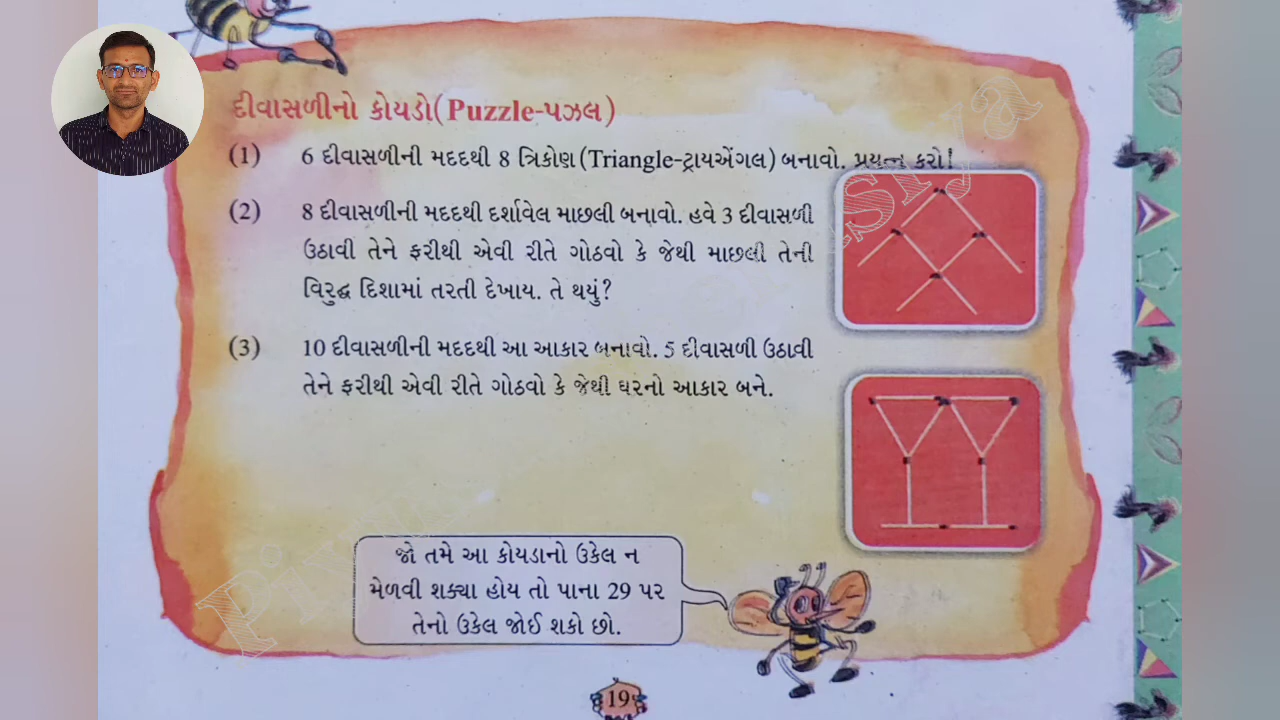 દીવાસળીનો કોયડો(Puzzle-પઝલ)
(1) 6 દીવાસળીની મદદથી 8 ત્રિકોણ(Triangle-ટ્રાયએંગલ) બનાવો. પ્રયત્ન કરો!
(2) 8 દીવાસળીની મદદથી દર્શાવેલ માછલી બનાવો. હવે 3 દીવાસળી
ઉઠાવી તેને ફરીથી એવી રીતે ગોઠવો કે જેથી માછલી તેની
વિરુદ્ધ દિશામાં તરતી દેખાય. તે થયું?
(3) 10 દીવાસળીની મદદથી આ આકાર બનાવો. 5 દીવાસળી ઉઠાવી
તેને ફરીથી એવી રીતે ગોઠવો કે જેથી ઘરનો આકાર બને.
જો તમે આ કોયડાનો ઉકેલ ન
મેળવી શક્યા હોય તો પાના 29 પર
તેનો ઉકેલ જોઈ શકો છો.
19